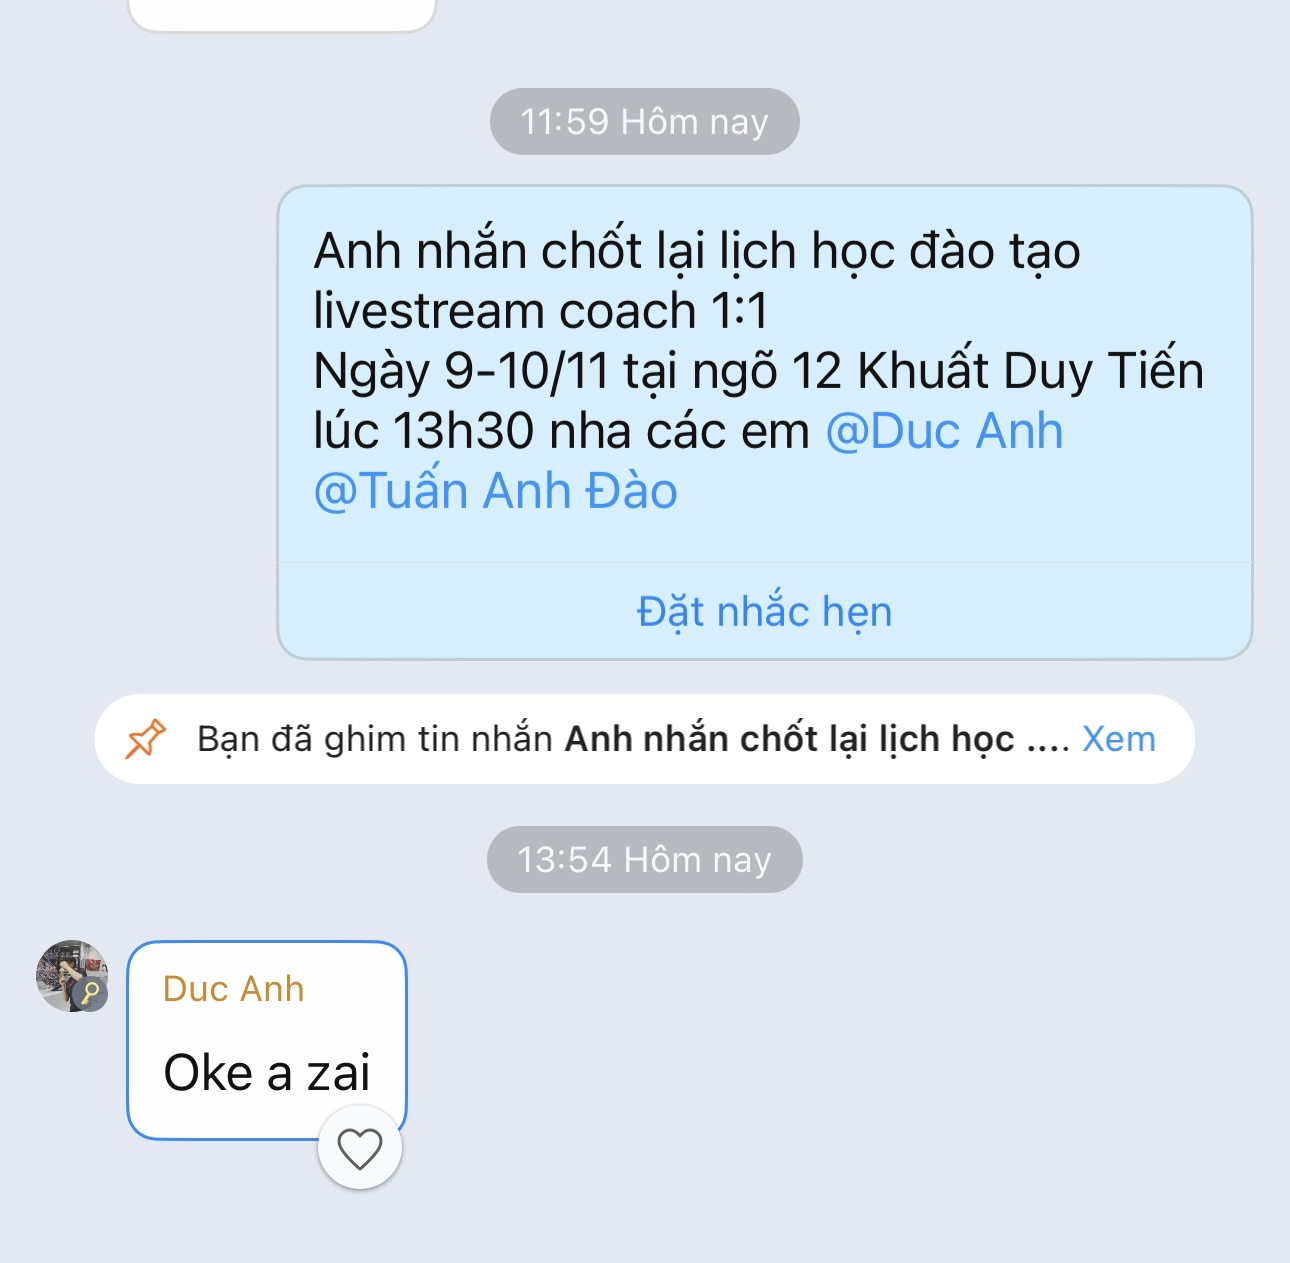 11:59 Hôm nay
Anh nhắn chốt lại lịch học đào tạo
livestream coach 1:1
Ngày 9-10/11 tại ngõ 12 Khuất Duy Tiến
lúc 13h30 nha các em @Duc Anh
@Tuấn Anh Đào
Đặt nhắc hẹn
Bạn đã ghim tin nhắn Anh nhắn chốt lại lịch học .... Xem
13:54 Hôm nay
Duc Anh
Oke a zai